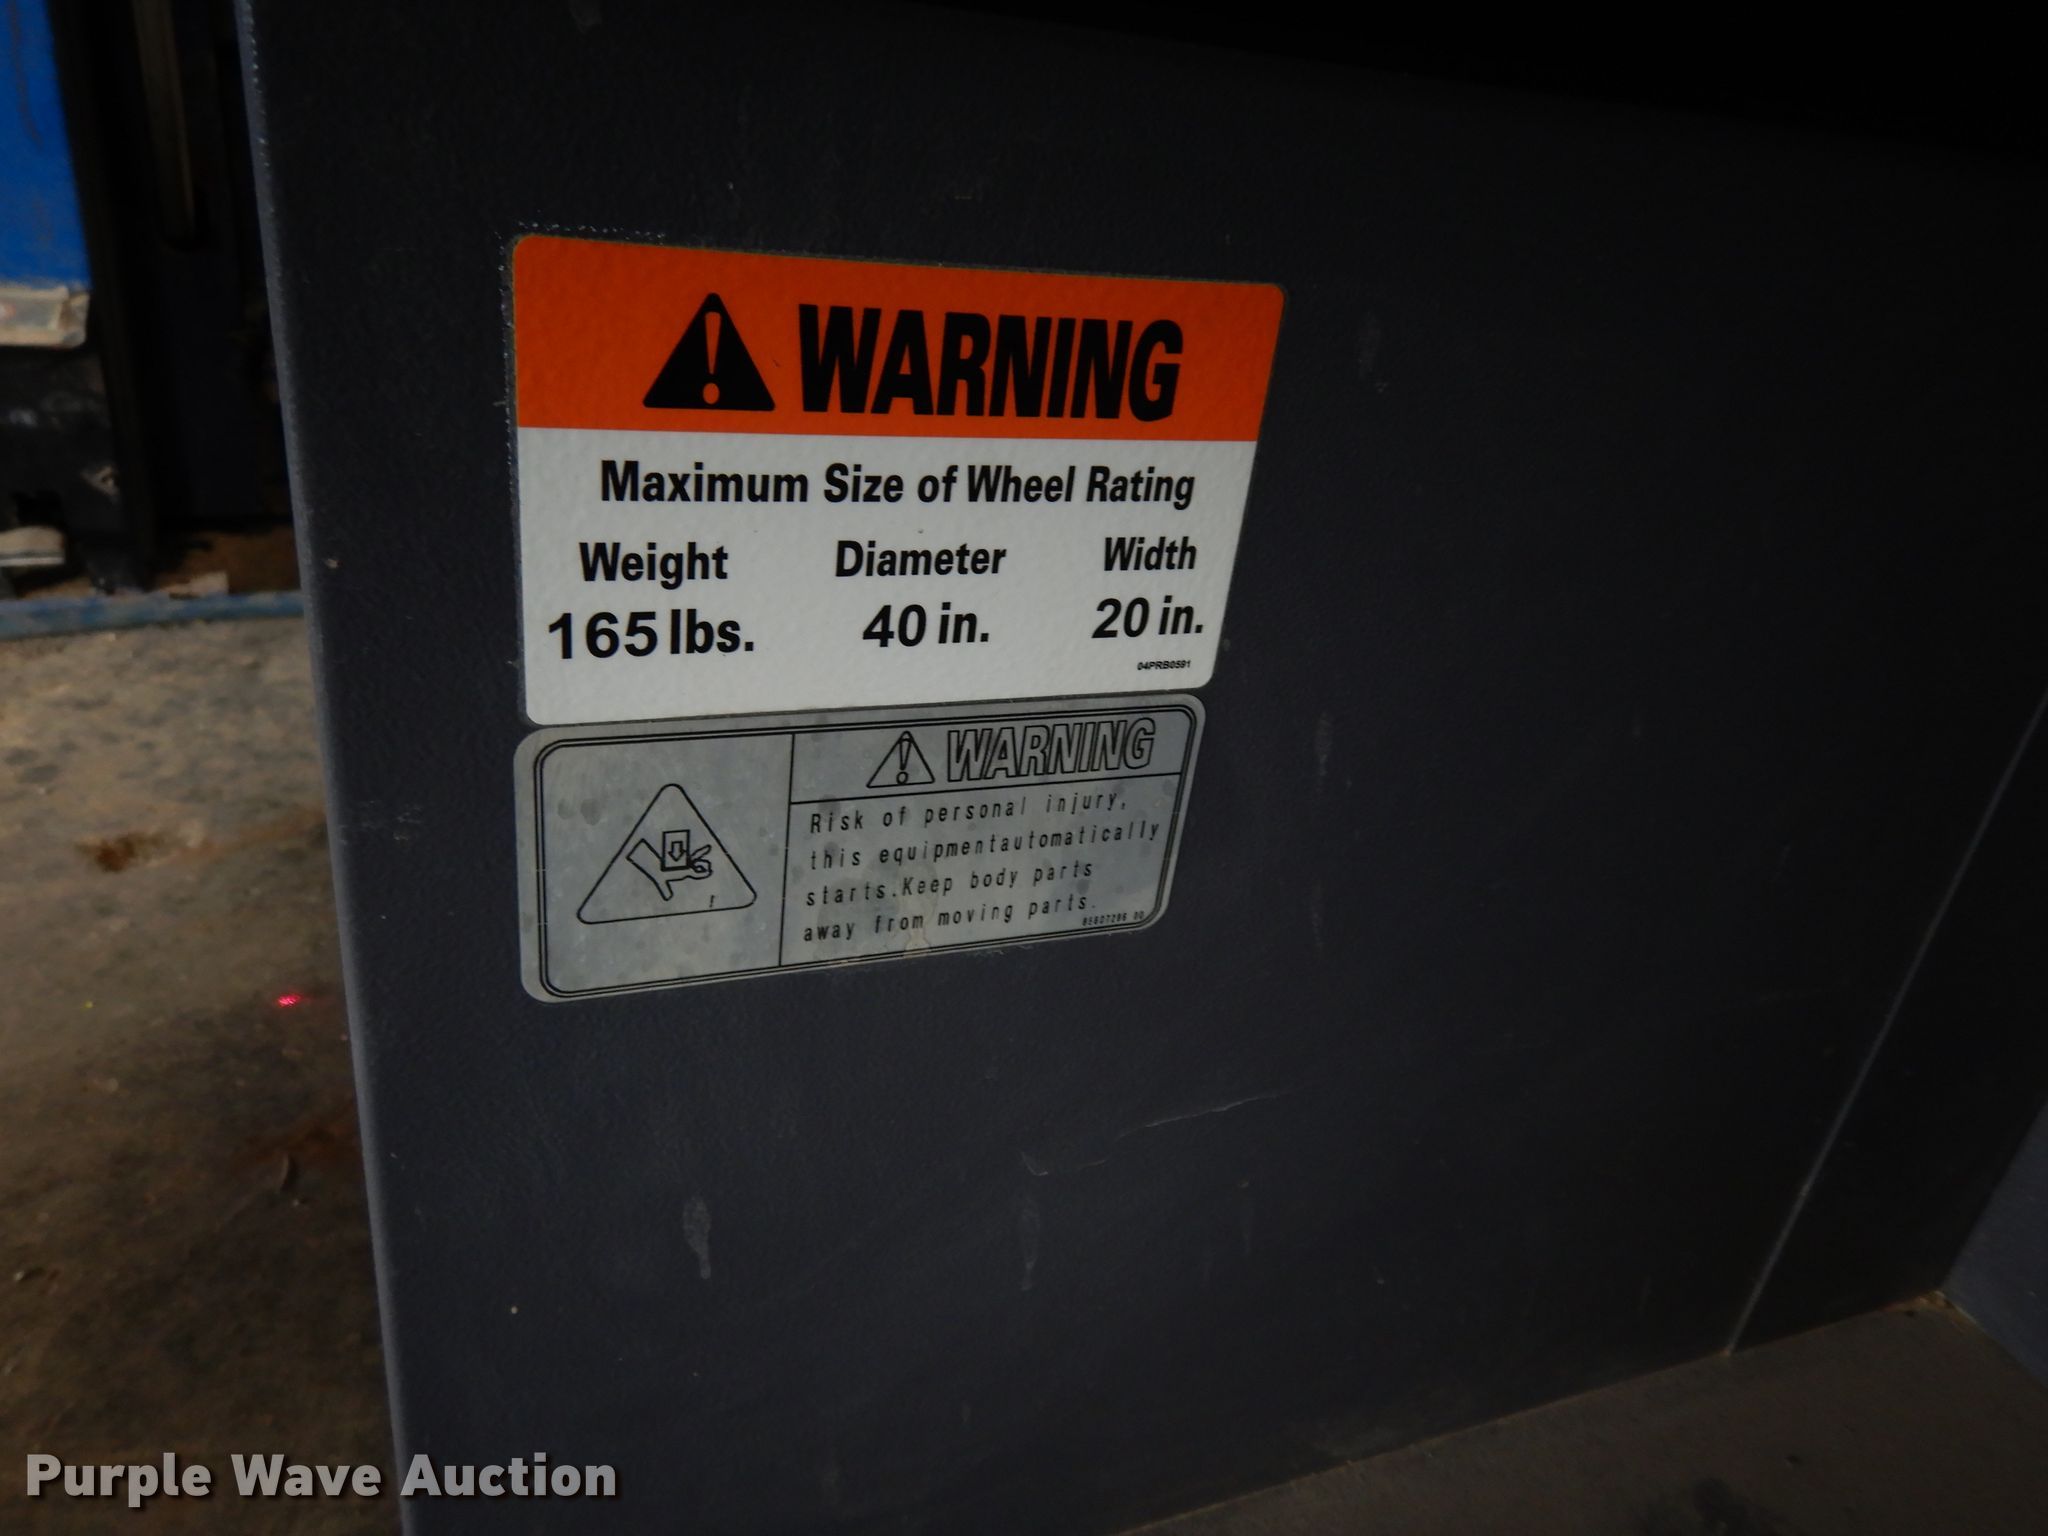 WARNING
Maximum Size of Wheel Rating
Weight Diameter Width
165 lbs. 40 in. 20 in.
04PRB0591
WARNING
Risk of personal injury,
this equipmentautomatically
starts.Keep body parts
away from moving parts.
Purple Wave Auction